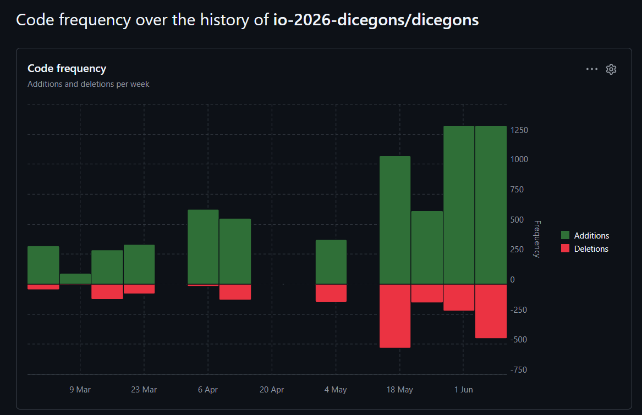 Code frequency over the history of io-2026-dicegons/dicegons
Code frequency
Additions and deletions per week
1250
1000
750
500
250
0
-250
-500
-750
Frequency
Additions
Deletions
9 Mar
23 Mar
6 Apr
20 Apr
4 May
18 May
1 Jun